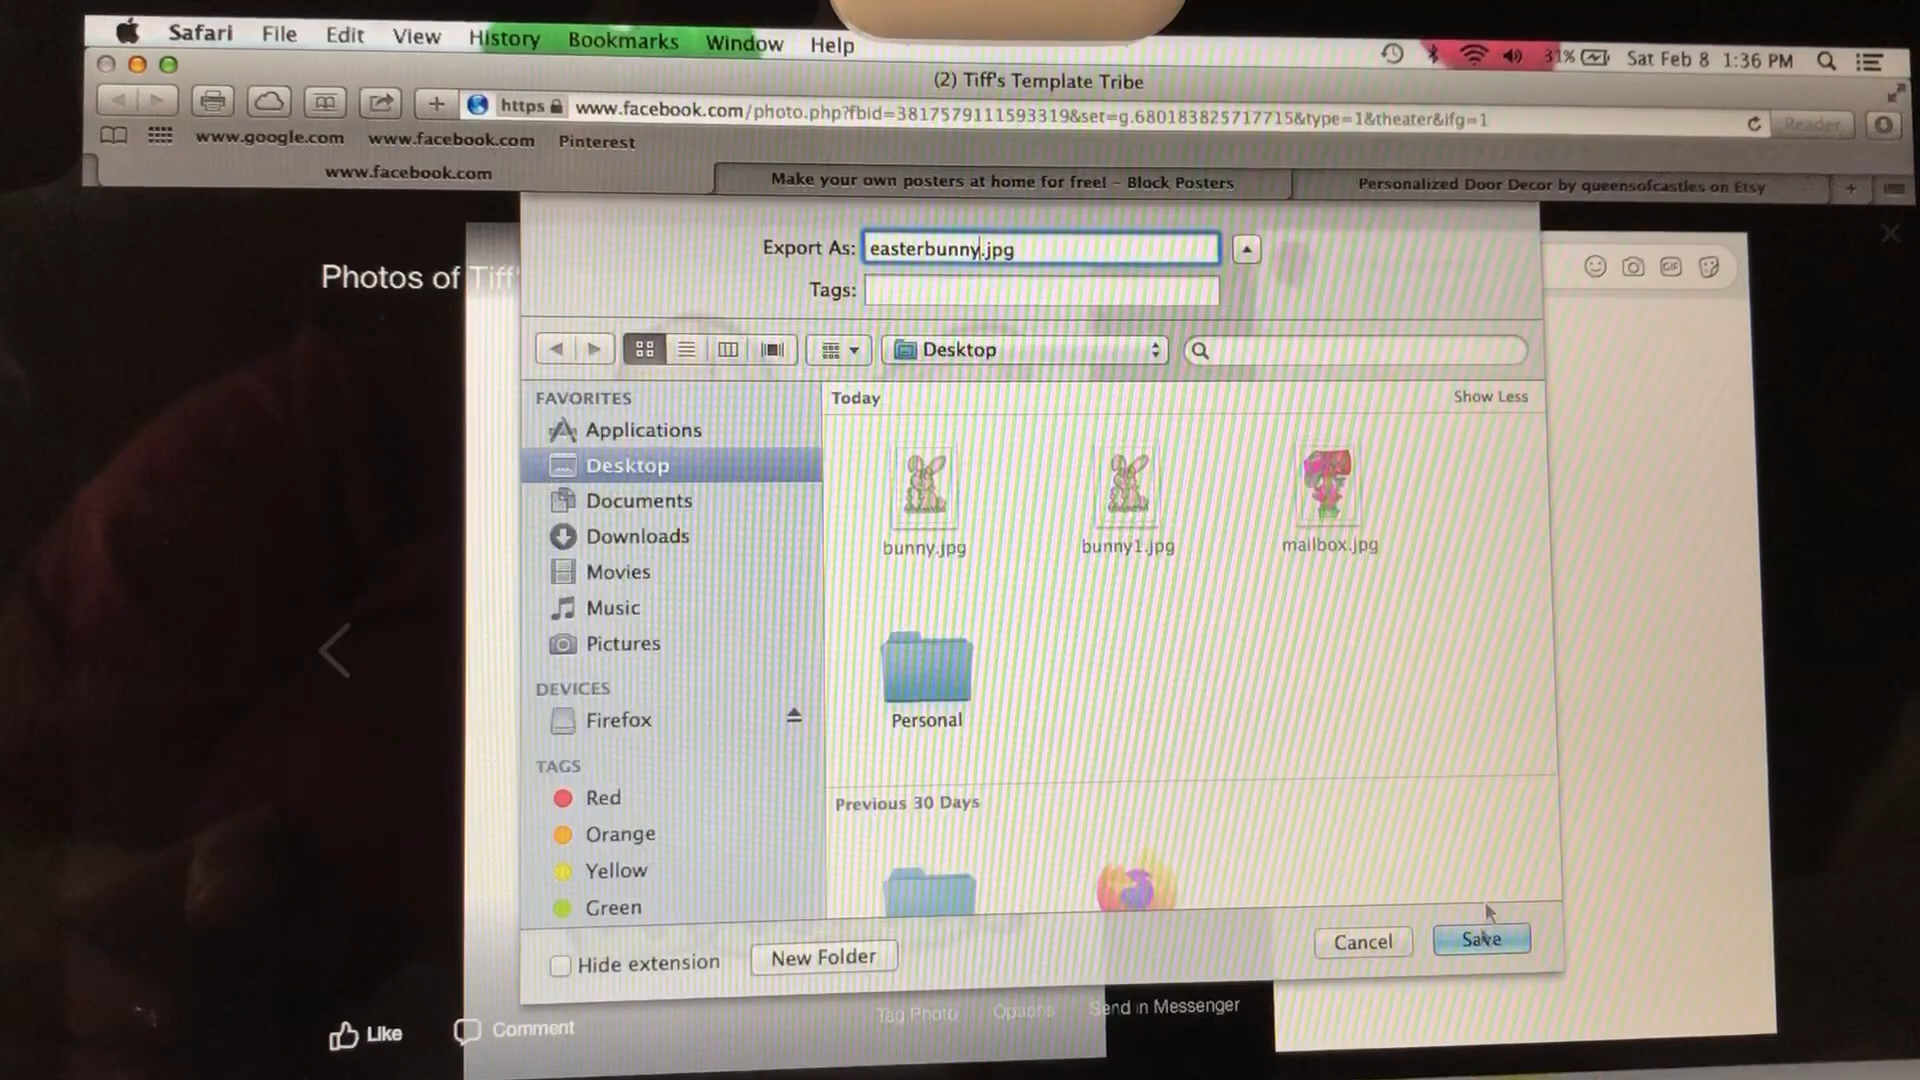 Safari File Edit View History Bookmarks Window Help 31% Sat Feb 8 1:36 PM
(2) Tiff's Template Tribe
https www.facebook.com/photo.php?fbid=3817579111593319&set=g.680183825717715&type=1&theater&ifg=1 Reader
www.google.com www.facebook.com Pinterest
www.facebook.com Make your own posters at home for free! – Block Posters Personalized Door Decor by queensofcastles on Etsy
Export As: easterbunny.jpg
Photos of Tiff'
Tags:
Desktop
FAVORITES
Today Show Less
Applications
Desktop
Documents
Downloads
Movies
Music
Pictures
bunny.jpg bunny1.jpg mailbox.jpg
DEVICES
Firefox
Personal
TAGS
Red
Orange
Yellow
Green
Previous 30 Days
Hide extension New Folder Cancel Save
Tag Photo Options Send in Messenger
Like Comment
GIF